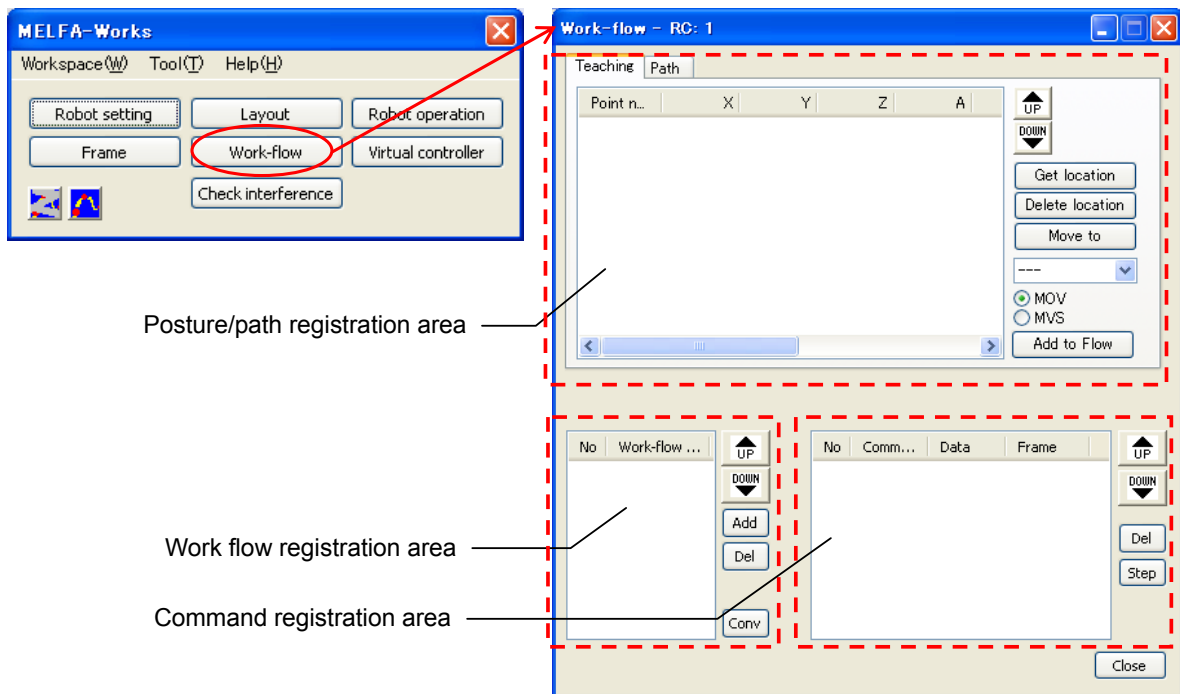 MELFA-Works
Workspace(W) Tool(T) Help(H)
Robot setting Layout Robot operation
Frame Work-flow Virtual controller
Check interference
Work-flow - RC: 1
Teaching Path
Point n... X Y Z A
UP
DOWN
Get location
Delete location
Move to
---
MOV
MVS
Add to Flow
Posture/path registration area
No Work-flow ...
UP
DOWN
Add
Del
Conv
No Comm... Data Frame
UP
DOWN
Del
Step
Work flow registration area
Command registration area
Close